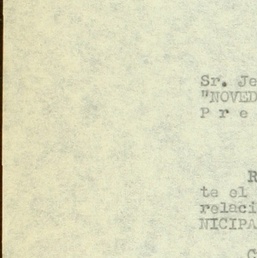 Sr. Je
"NOVED
P r e
R
te el
relaci
NICIPA
C